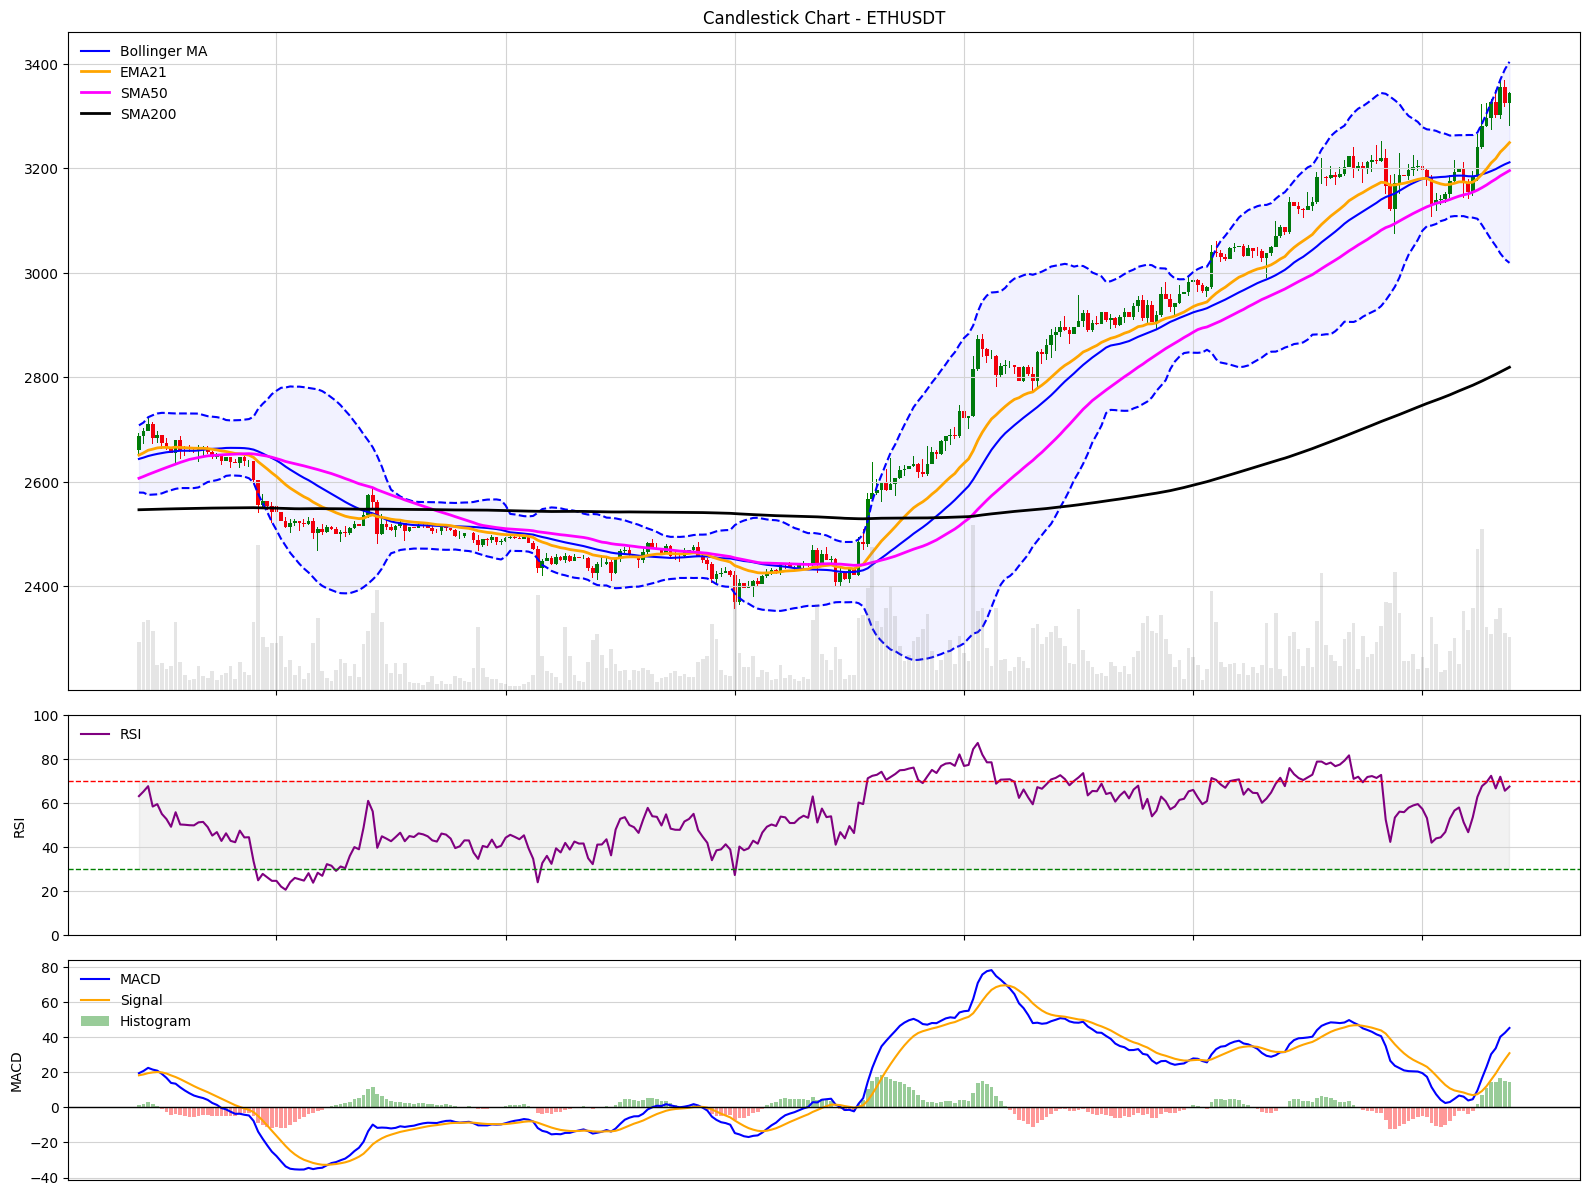 Candlestick Chart - ETHUSDT
Bollinger MA
EMA21
SMA50
SMA200
3400
3200
3000
2800
2600
2400
RSI
100
80
60
40
20
0
RSI
MACD
Signal
Histogram
80
60
40
20
0
−20
−40
MACD